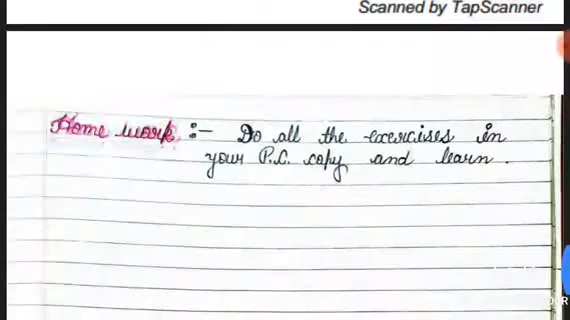 Scanned by TapScanner
Home work :- Do all the exercises in
your P.C. copy and learn.